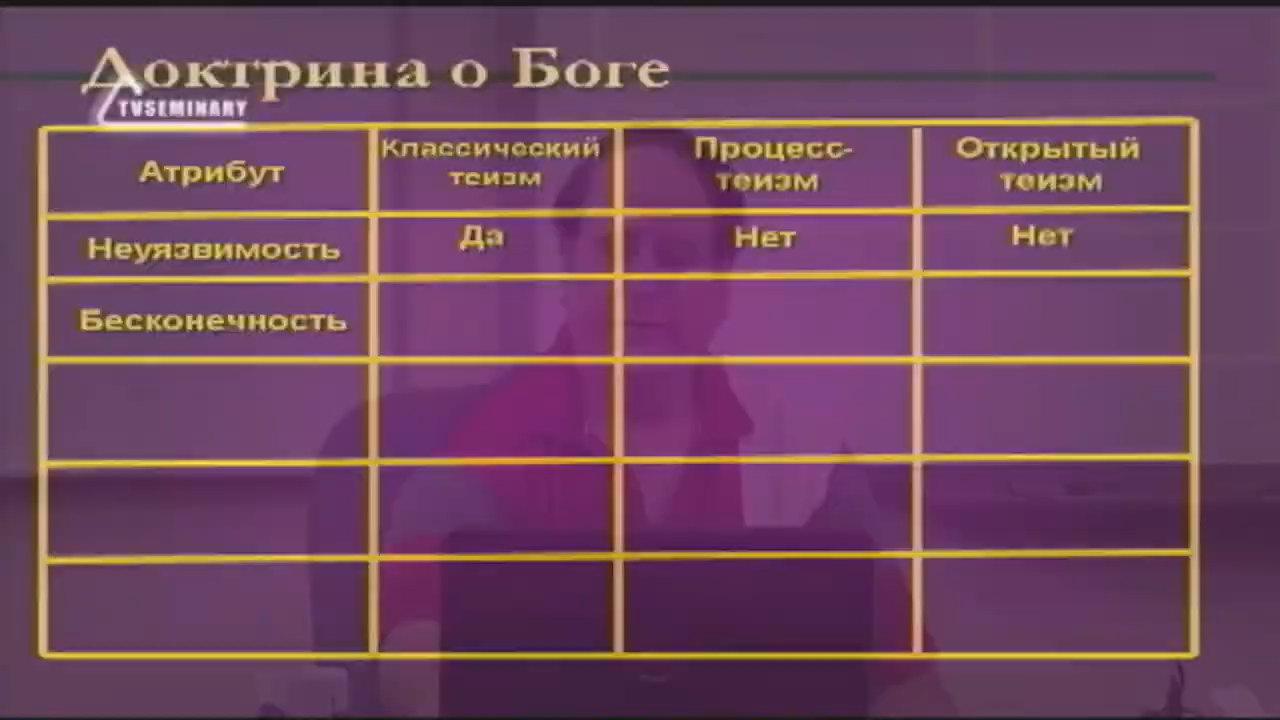 Доктрина о Боге
TVSEMINARY
Атрибут
Классический
теизм
Процесс-
теизм
Открытый
теизм
Неуязвимость
Да
Нет
Нет
Бесконечность